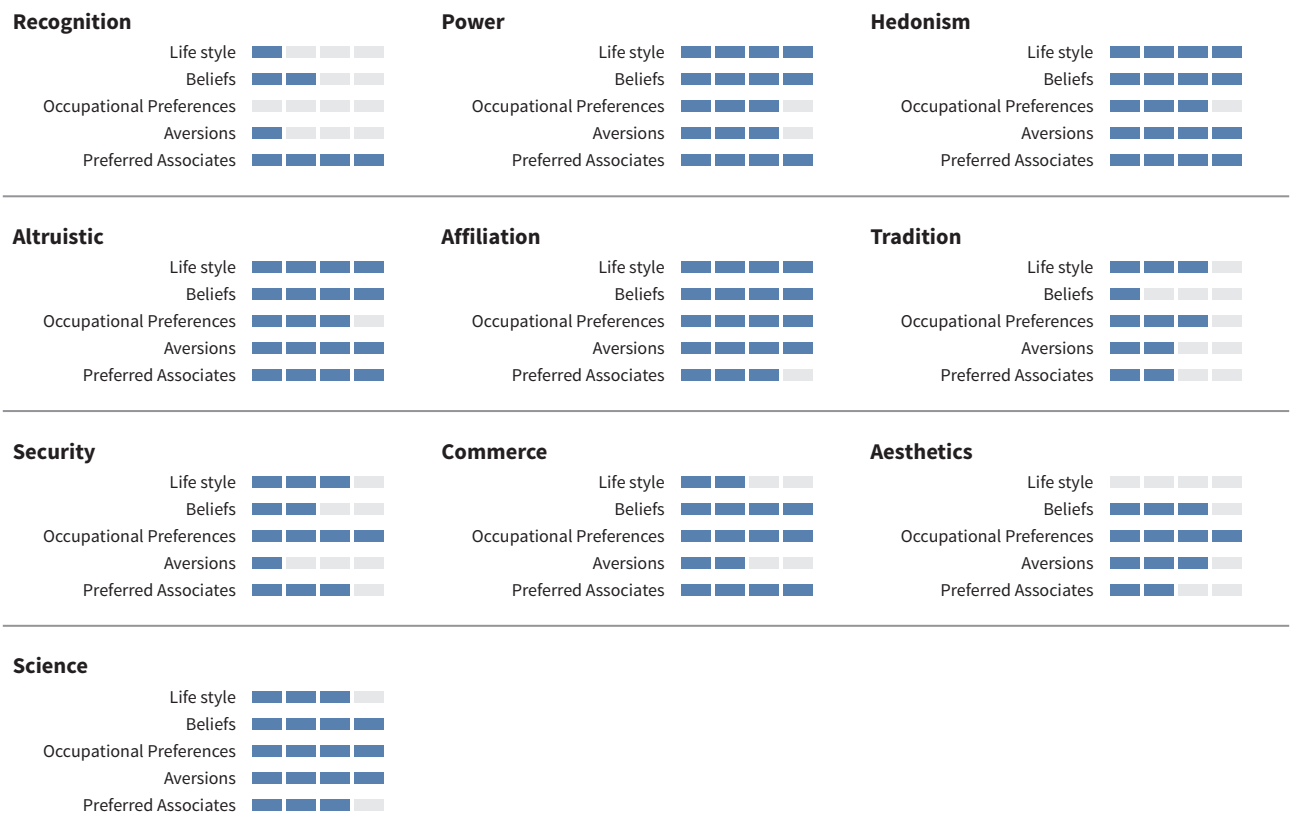 Recognition
Life style
Beliefs
Occupational Preferences
Aversions
Preferred Associates
Power
Life style
Beliefs
Occupational Preferences
Aversions
Preferred Associates
Hedonism
Life style
Beliefs
Occupational Preferences
Aversions
Preferred Associates
Altruistic
Life style
Beliefs
Occupational Preferences
Aversions
Preferred Associates
Affiliation
Life style
Beliefs
Occupational Preferences
Aversions
Preferred Associates
Tradition
Life style
Beliefs
Occupational Preferences
Aversions
Preferred Associates
Security
Life style
Beliefs
Occupational Preferences
Aversions
Preferred Associates
Commerce
Life style
Beliefs
Occupational Preferences
Aversions
Preferred Associates
Aesthetics
Life style
Beliefs
Occupational Preferences
Aversions
Preferred Associates
Science
Life style
Beliefs
Occupational Preferences
Aversions
Preferred Associates